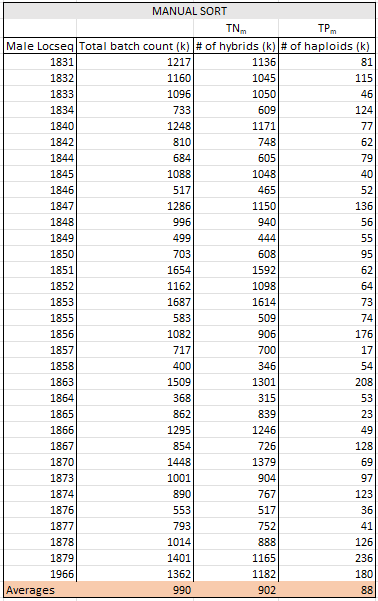 MANUAL SORT
TNm TPm
Male Locseq Total batch count (k) # of hybrids (k) # of haploids (k)
1831 1217 1136 81
1832 1160 1045 115
1833 1096 1050 46
1834 733 609 124
1840 1248 1171 77
1842 810 748 62
1844 684 605 79
1845 1088 1048 40
1846 517 465 52
1847 1286 1150 136
1848 996 940 56
1849 499 444 55
1850 703 608 95
1851 1654 1592 62
1852 1162 1098 64
1853 1687 1614 73
1855 583 509 74
1856 1082 906 176
1857 717 700 17
1858 400 346 54
1863 1509 1301 208
1864 368 315 53
1865 862 839 23
1866 1295 1246 49
1867 854 726 128
1870 1448 1379 69
1873 1001 904 97
1874 890 767 123
1876 553 517 36
1877 793 752 41
1878 1014 888 126
1879 1401 1165 236
1966 1362 1182 180
Averages 990 902 88